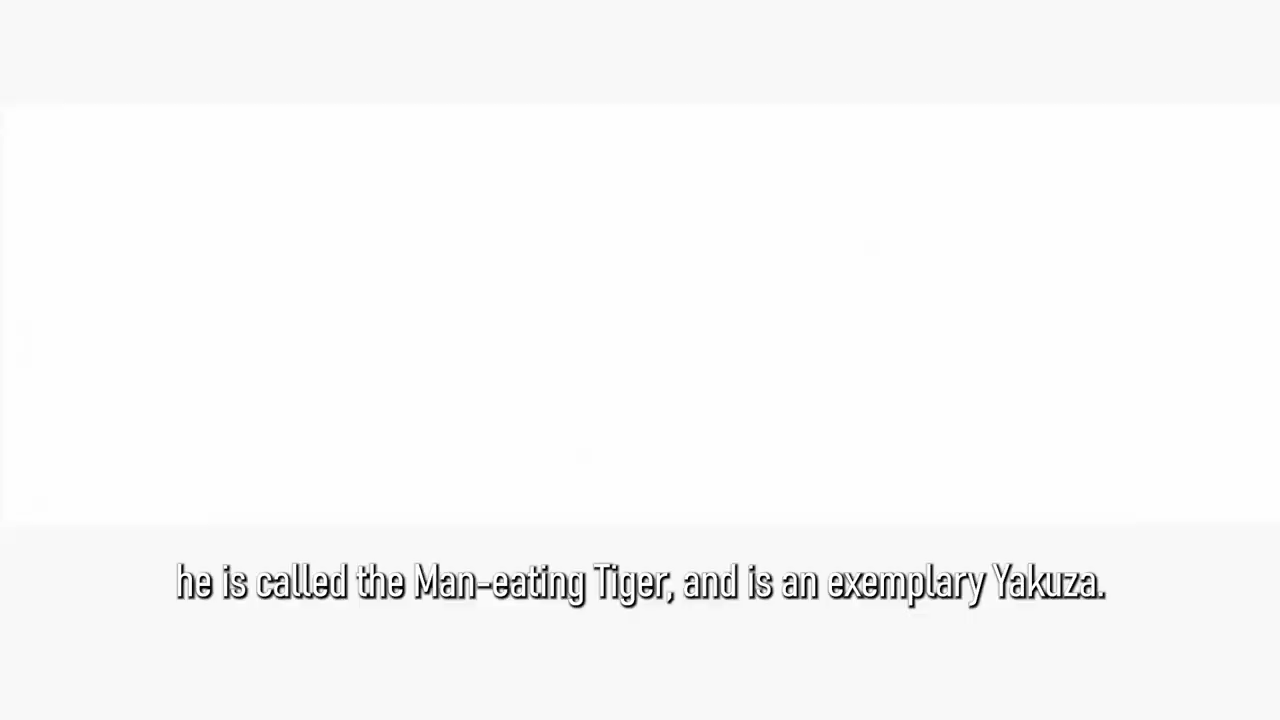 he is called the Man-eating Tiger, and is an exemplary Yakuza.